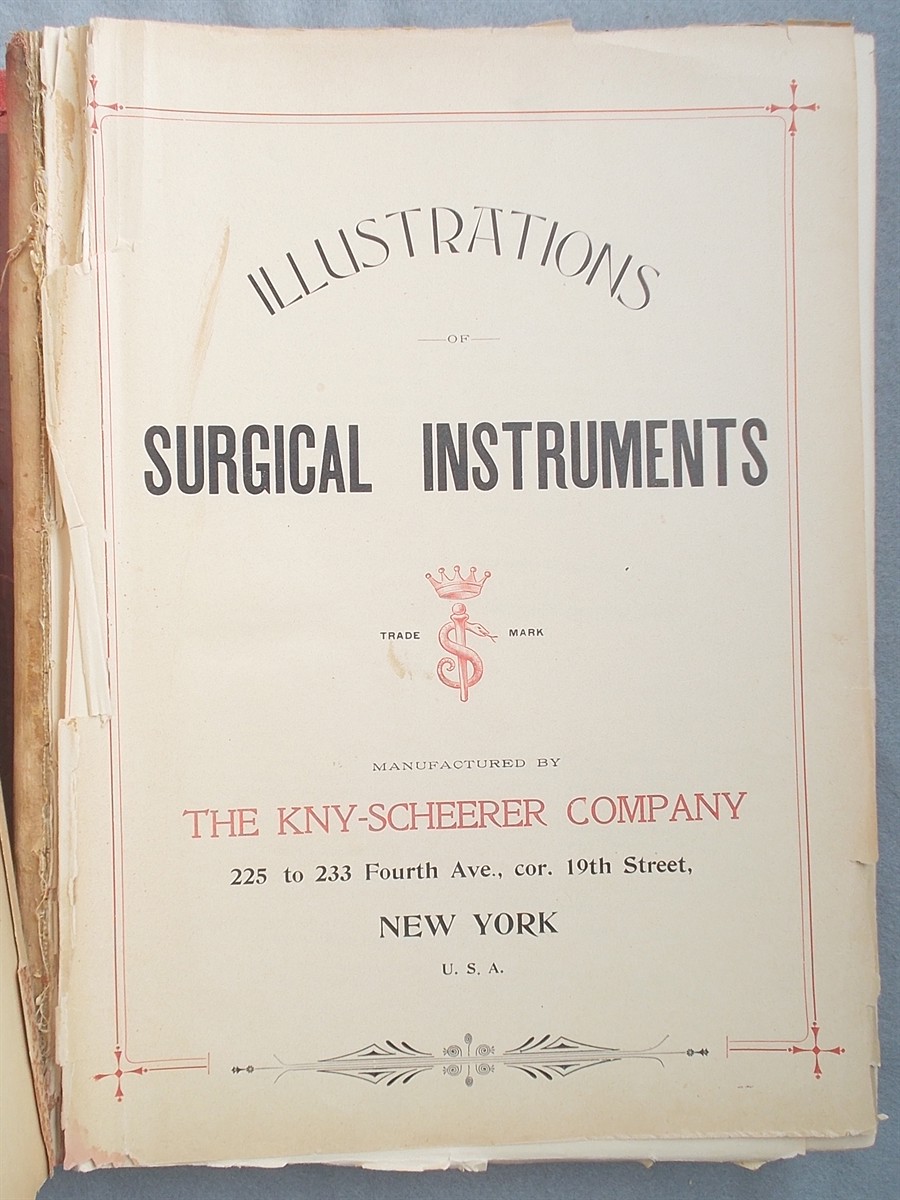 ILLUSTRATIONS
OF
SURGICAL INSTRUMENTS
TRADE MARK
MANUFACTURED BY
THE KNY-SCHEERER COMPANY
225 to 233 Fourth Ave., cor. 19th Street,
NEW YORK
U. S. A.